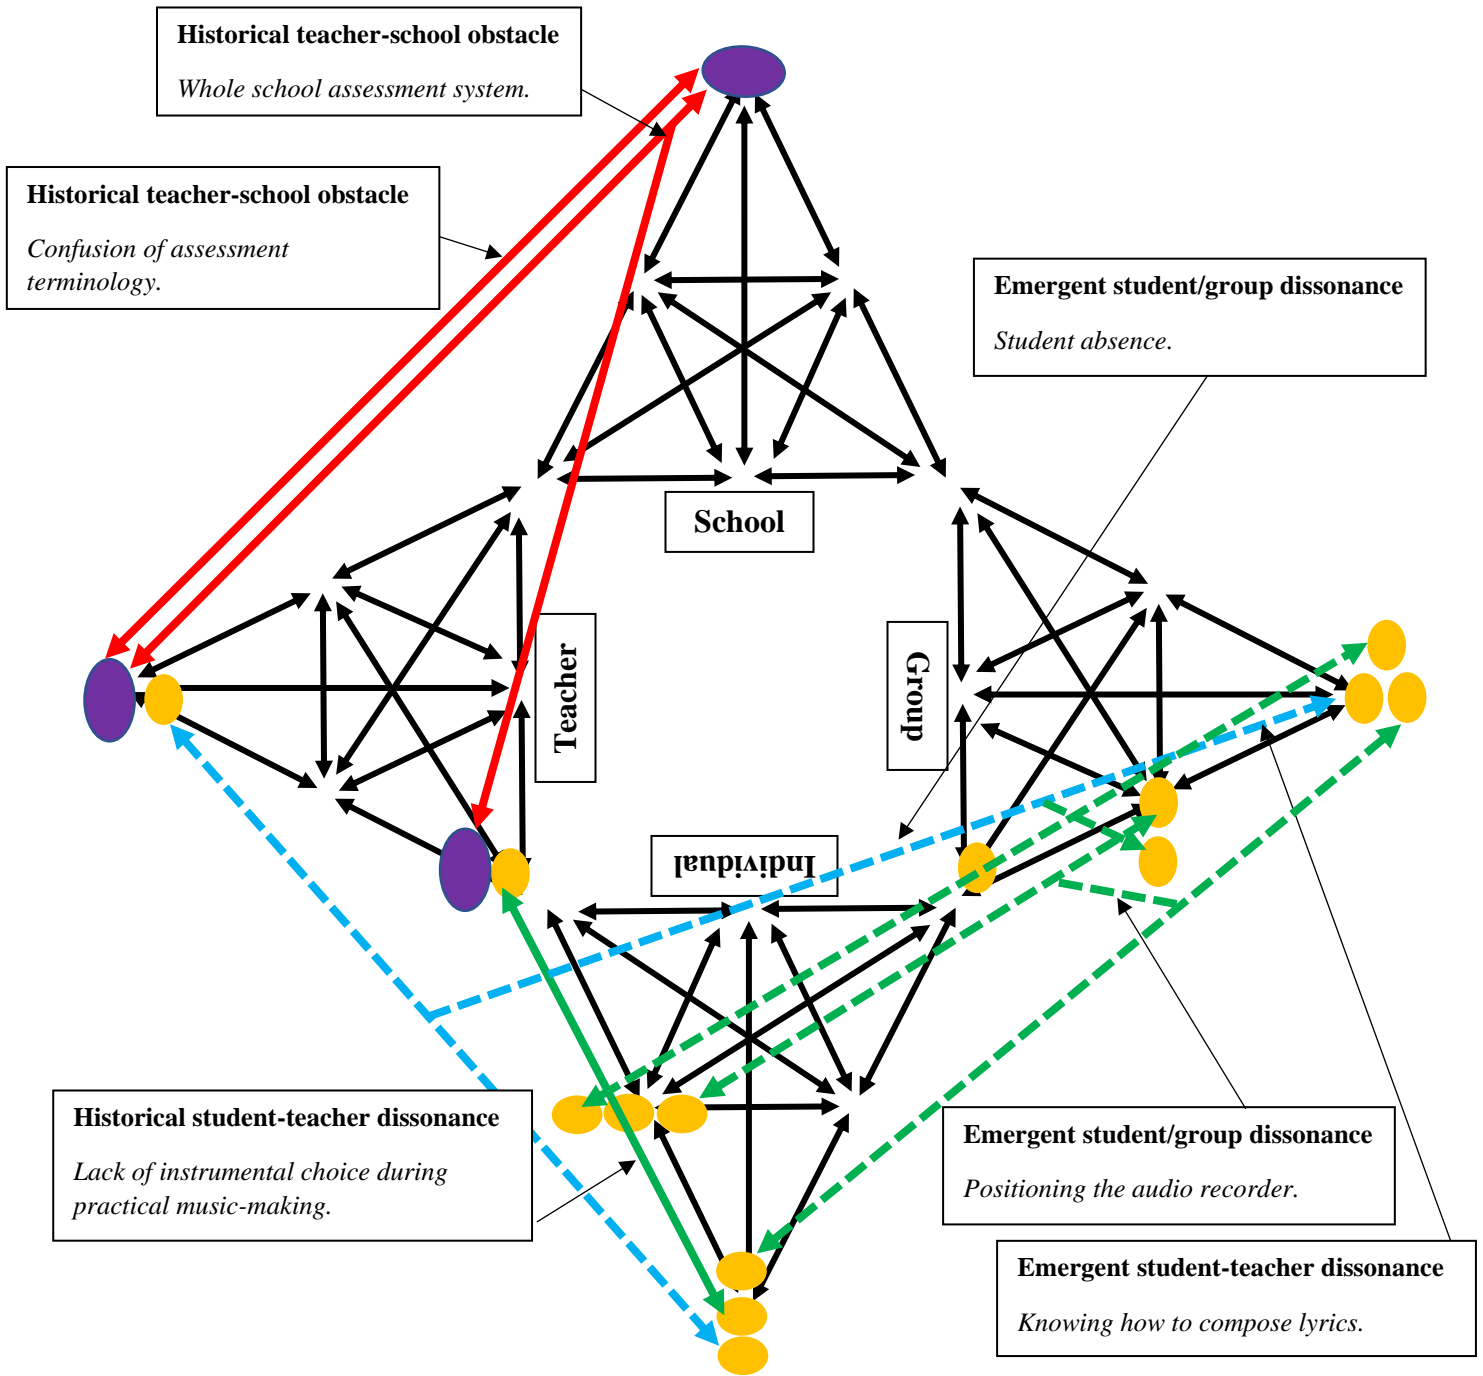 Historical teacher-school obstacle
Whole school assessment system.
Historical teacher-school obstacle
Confusion of assessment
terminology.
Emergent student/group dissonance
Student absence.
School
Teacher
Group
Individual
Historical student-teacher dissonance
Lack of instrumental choice during
practical music-making.
Emergent student/group dissonance
Positioning the audio recorder.
Emergent student-teacher dissonance
Knowing how to compose lyrics.